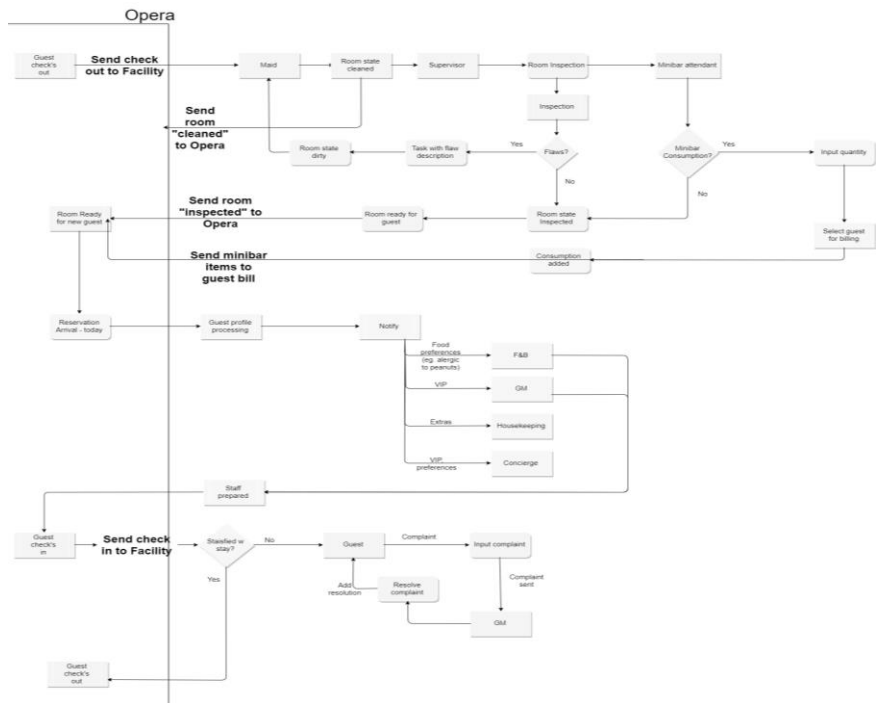 Opera
Guest
check's
out
Send check
out to Facility
Maid
Room state
cleaned
Supervisor
Room Inspection
Minibar attendant
Inspection
Send
room
"cleaned"
to Opera
Room state
dirty
Task with flaw
description
Yes
Flaws?
No
Minibar
Consumption?
Yes
No
Input quantity
Room Ready
for new guest
Send room
"inspected" to
Opera
Room ready for
guest
Room state
Inspected
Select guest
for billing
Send minibar
items to
guest bill
Consumption
added
Reservation
Arrival - today
Guest profile
processing
Notify
Food
preferences
(eg. alergic
to peanuts)
F&B
VIP
GM
Extras
Housekeeping
VIP
preferences
Concierge
Staff
prepared
Guest
check's
in
Send check
in to Facility
Staiefied w
stay?
No
Yes
Guest
Complaint
Input complaint
Add
resolution
Resolve
complaint
Complaint
sent
GM
Guest
check's
out